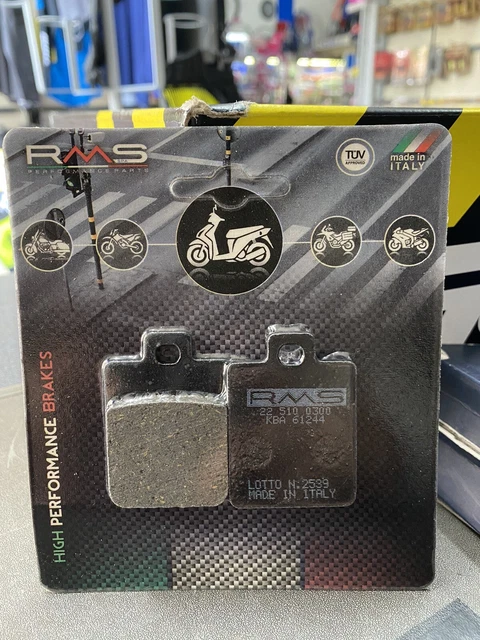 RMS
PERFORMANCE PARTS
TÜV
APPROVED
made in
ITALY
HIGH PERFORMANCE BRAKES
RMS
22 510 0300
KBA 61244
LOTTO N.2539
MADE IN ITALY